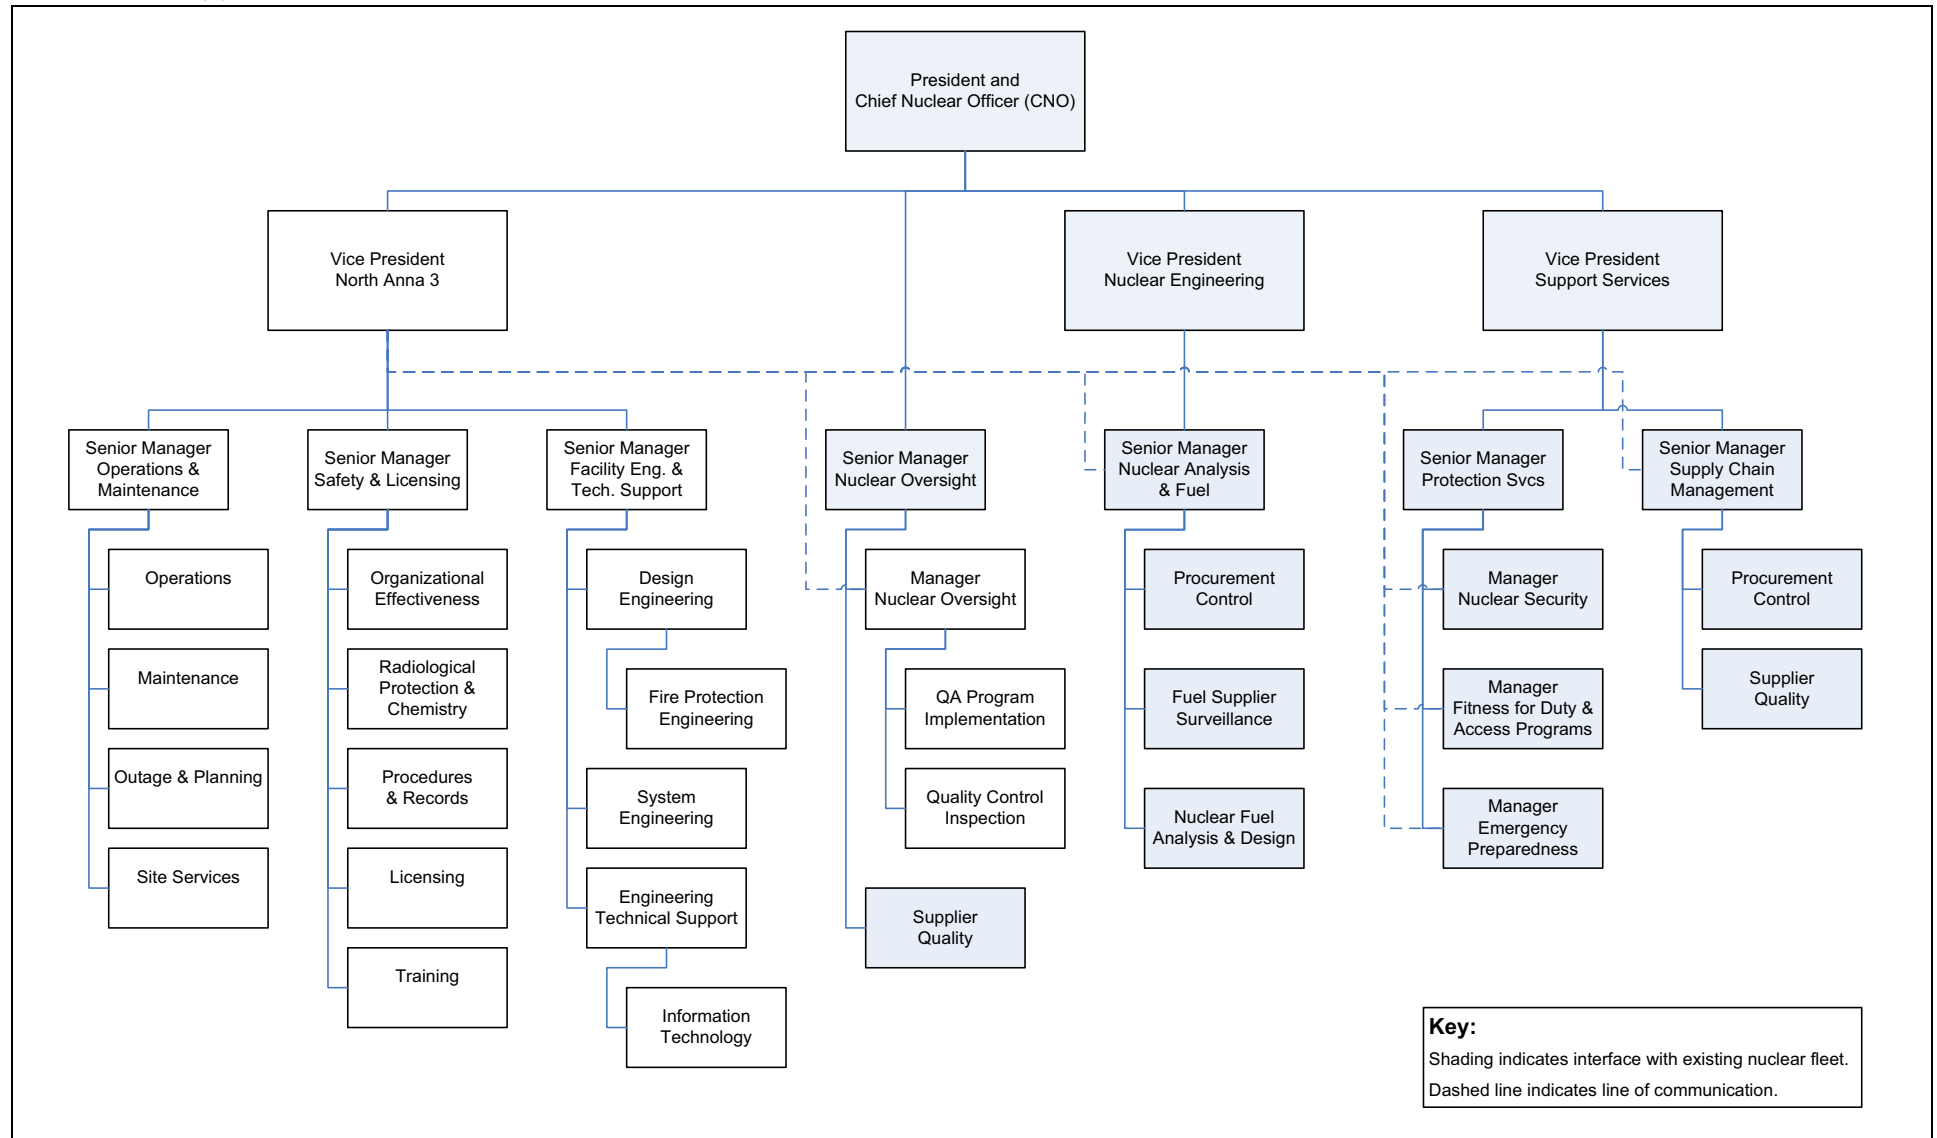 President and
Chief Nuclear Officer (CNO)
Vice President
North Anna 3
Vice President
Nuclear Engineering
Vice President
Support Services
Senior Manager
Operations &
Maintenance
Senior Manager
Safety & Licensing
Senior Manager
Facility Eng. &
Tech. Support
Senior Manager
Nuclear Oversight
Senior Manager
Nuclear Analysis
& Fuel
Senior Manager
Protection Svcs
Senior Manager
Supply Chain
Management
Operations
Maintenance
Outage & Planning
Site Services
Organizational
Effectiveness
Radiological
Protection &
Chemistry
Procedures
& Records
Licensing
Training
Design
Engineering
Fire Protection
Engineering
System
Engineering
Engineering
Technical Support
Information
Technology
Manager
Nuclear Oversight
QA Program
Implementation
Quality Control
Inspection
Supplier
Quality
Procurement
Control
Fuel Supplier
Surveillance
Nuclear Fuel
Analysis & Design
Manager
Nuclear Security
Manager
Fitness for Duty &
Access Programs
Manager
Emergency
Preparedness
Procurement
Control
Supplier
Quality
Key:
Shading indicates interface with existing nuclear fleet.
Dashed line indicates line of communication.